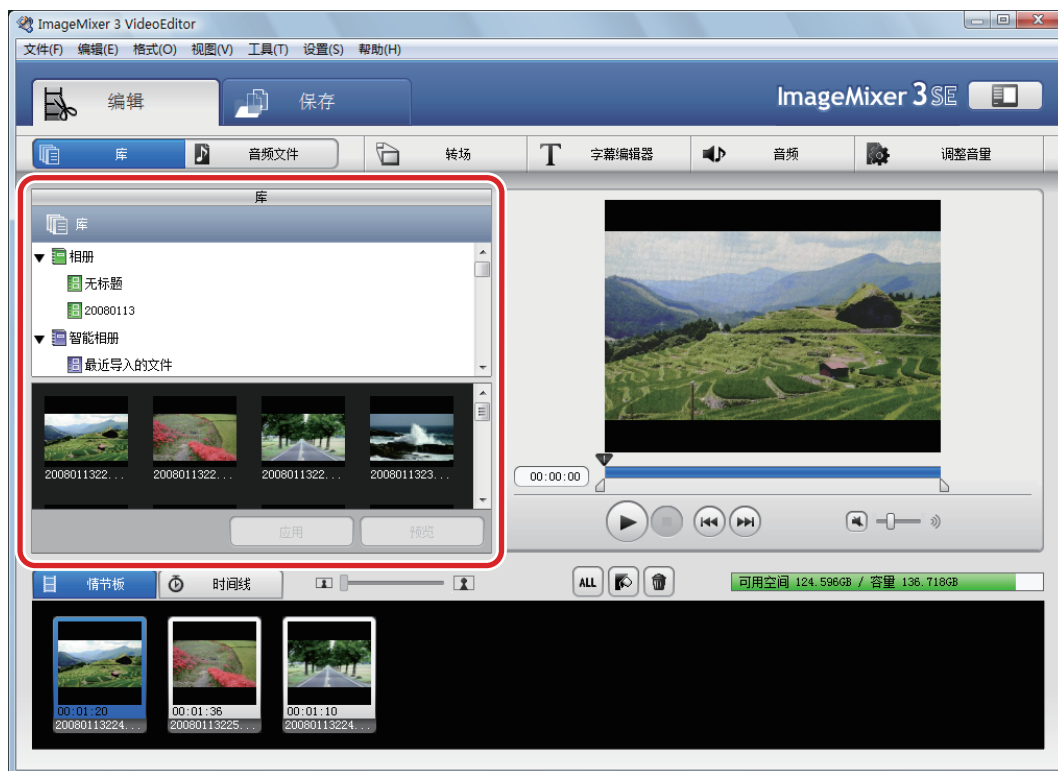 ImageMixer 3 VideoEditor
文件(F) 编辑(E) 格式(O) 视图(V) 工具(T) 设置(S) 帮助(H)
编辑 保存 ImageMixer 3 SE
库 音频文件 转场 T 字幕编辑器 音频 调整音里
库
库
相册
无标题
20080113
智能相册
最近导入的文件
2008011322... 2008011322... 2008011322... 2008011323...
应用 预览
00:00:00
情节板 时间线 ALL 可用空间 124.596GB / 容量 136.718GB
00:01:20 00:01:36 00:01:10
20080113224... 20080113225... 20080113224...